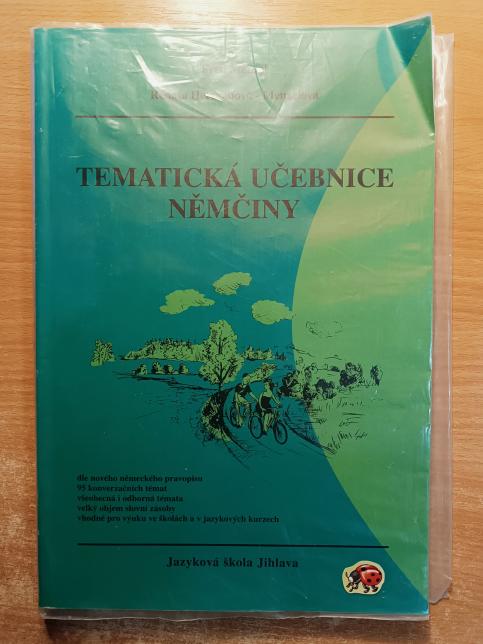 TEMATICKÁ UČEBNICE
NĚMČINY
dle nového německého pravopisu
95 konverzačních témat
všeobecná i odborná témata
velký objem slovní zásoby
vhodné pro výuku ve školách a v jazykových kurzech
Jazyková škola Jihlava